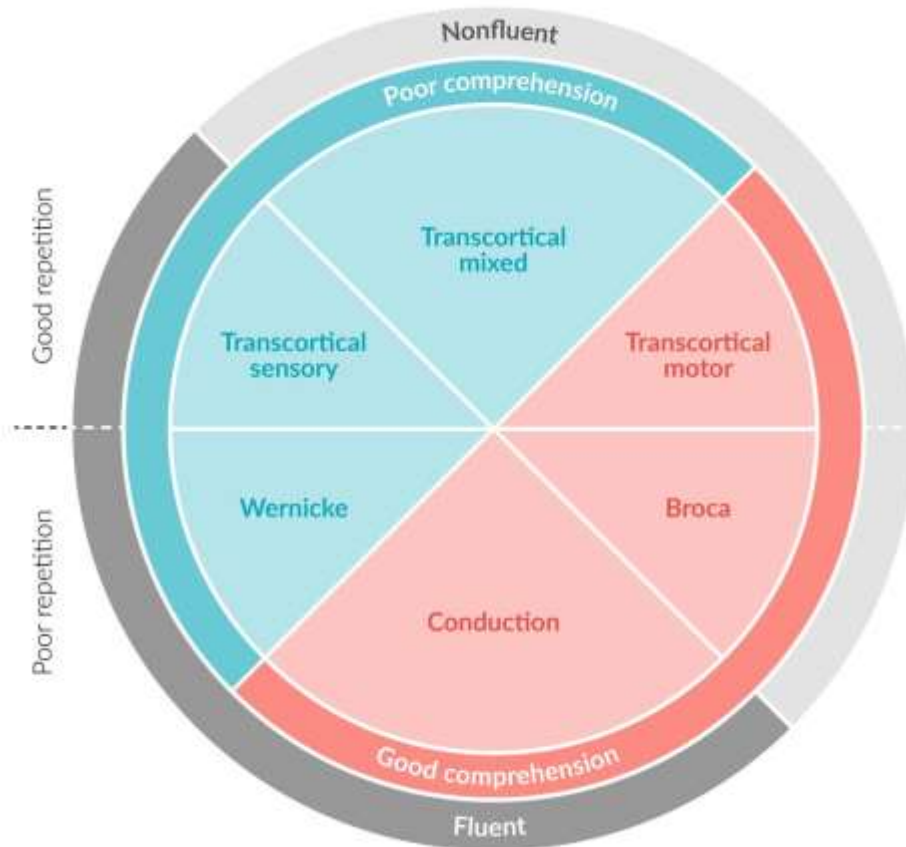 Nonfluent
Poor comprehension
Good repetition
Transcortical
mixed
Transcortical
sensory
Transcortical
motor
Poor repetition
Wernicke
Broca
Conduction
Good comprehension
Fluent